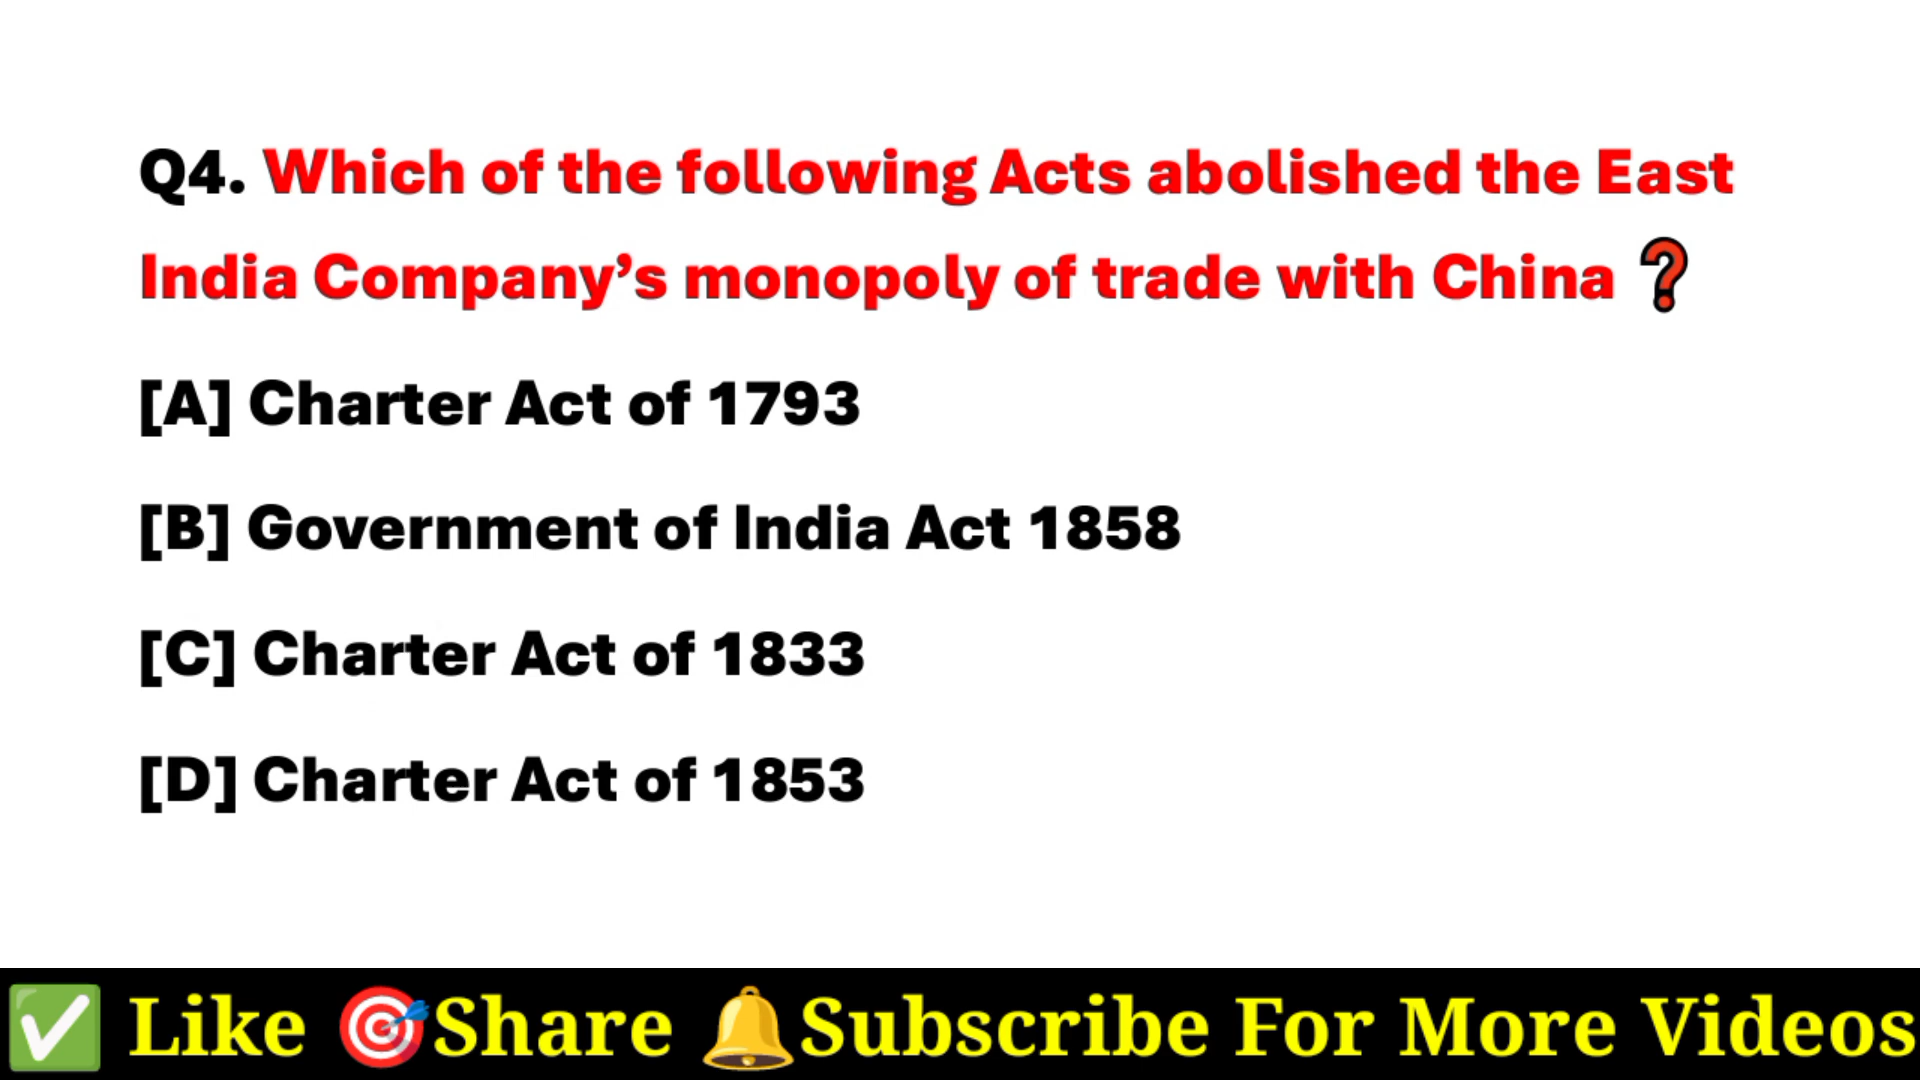 Q4. Which of the following Acts abolished the East
India Company’s monopoly of trade with China ❓
[A] Charter Act of 1793
[B] Government of India Act 1858
[C] Charter Act of 1833
[D] Charter Act of 1853
✅ Like 🎯Share 🔔Subscribe For More Videos